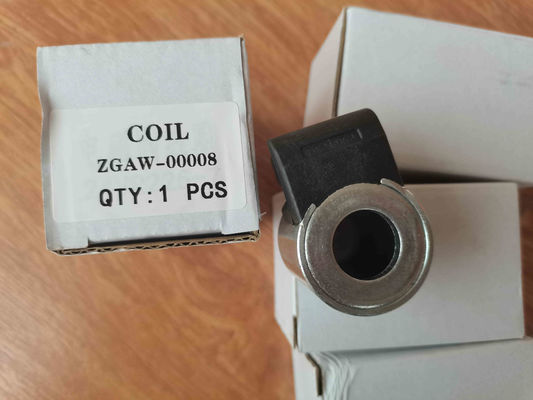 COIL
ZGAW-00008
QTY:1 PCS